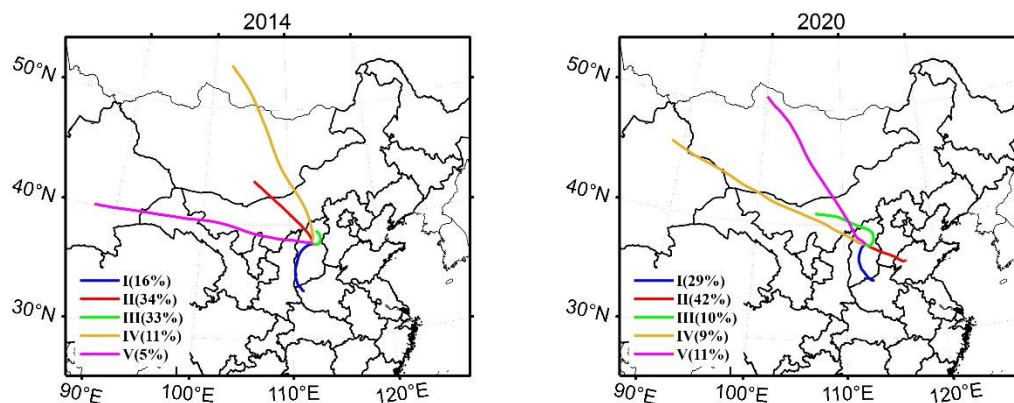 2014
50°N
40°N
30°N
I(16%)
II(34%)
III(33%)
IV(11%)
V(5%)
90°E
100°E
110°E
120°E
2020
50°N
40°N
30°N
I(29%)
II(42%)
III(10%)
IV(9%)
V(11%)
90°E
100°E
110°E
120°E